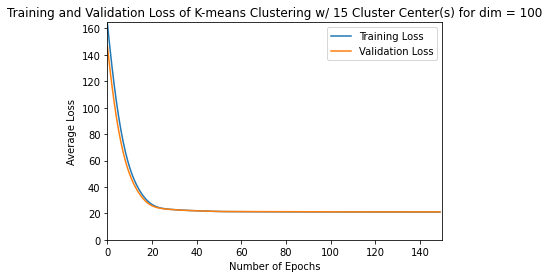 Training and Validation Loss of K-means Clustering w/ 15 Cluster Center(s) for dim = 100
Training Loss
Validation Loss
160
140
120
100
80
60
40
20
0
Average Loss
0 20 40 60 80 100 120 140
Number of Epochs